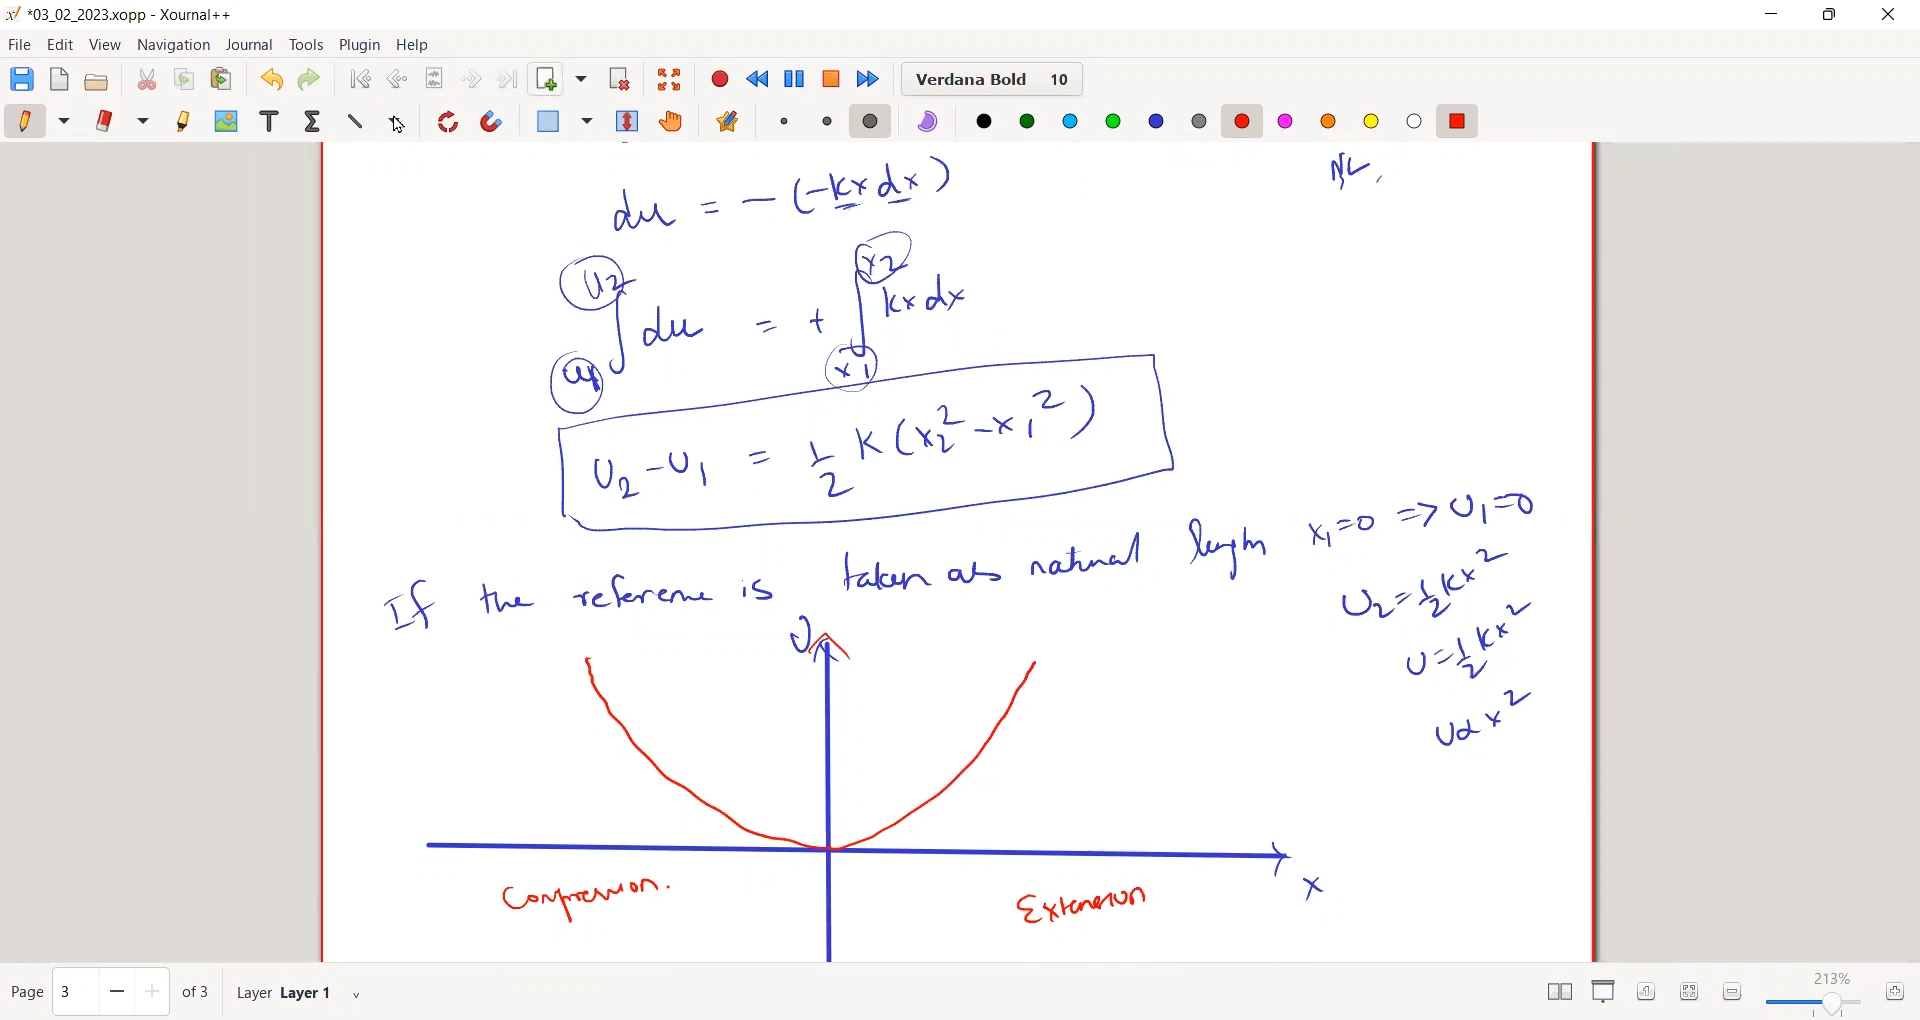 *03_02_2023.xopp - Xournal++
File Edit View Navigation Journal Tools Plugin Help
Verdana Bold 10
du = - (-kx dx)
NL,
U2 x2
∫ du = + ∫ kx dx
u1 x1
U₂ - U₁ = 1/2 K (x₂² - x₁²)
If the reference is taken as natural length x₁=0 => U₁=0
U₂ = 1/2 kx²
U = 1/2 kx²
U α x²
U
x
Compression.
Extension
Page 3 of 3 Layer Layer 1
213%